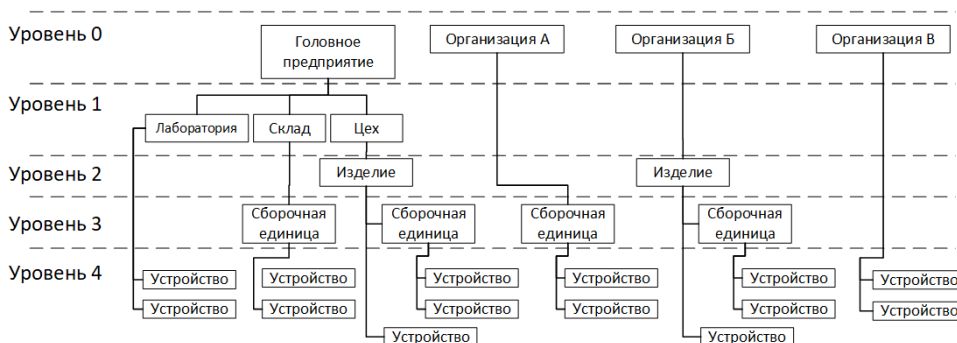 Уровень 0
Головное
предприятие
Организация А
Организация Б
Организация В
Уровень 1
Лаборатория
Склад
Цех
Уровень 2
Изделие
Изделие
Уровень 3
Сборочная
единица
Сборочная
единица
Сборочная
единица
Сборочная
единица
Уровень 4
Устройство
Устройство
Устройство
Устройство
Устройство
Устройство
Устройство
Устройство
Устройство
Устройство
Устройство
Устройство
Устройство
Устройство